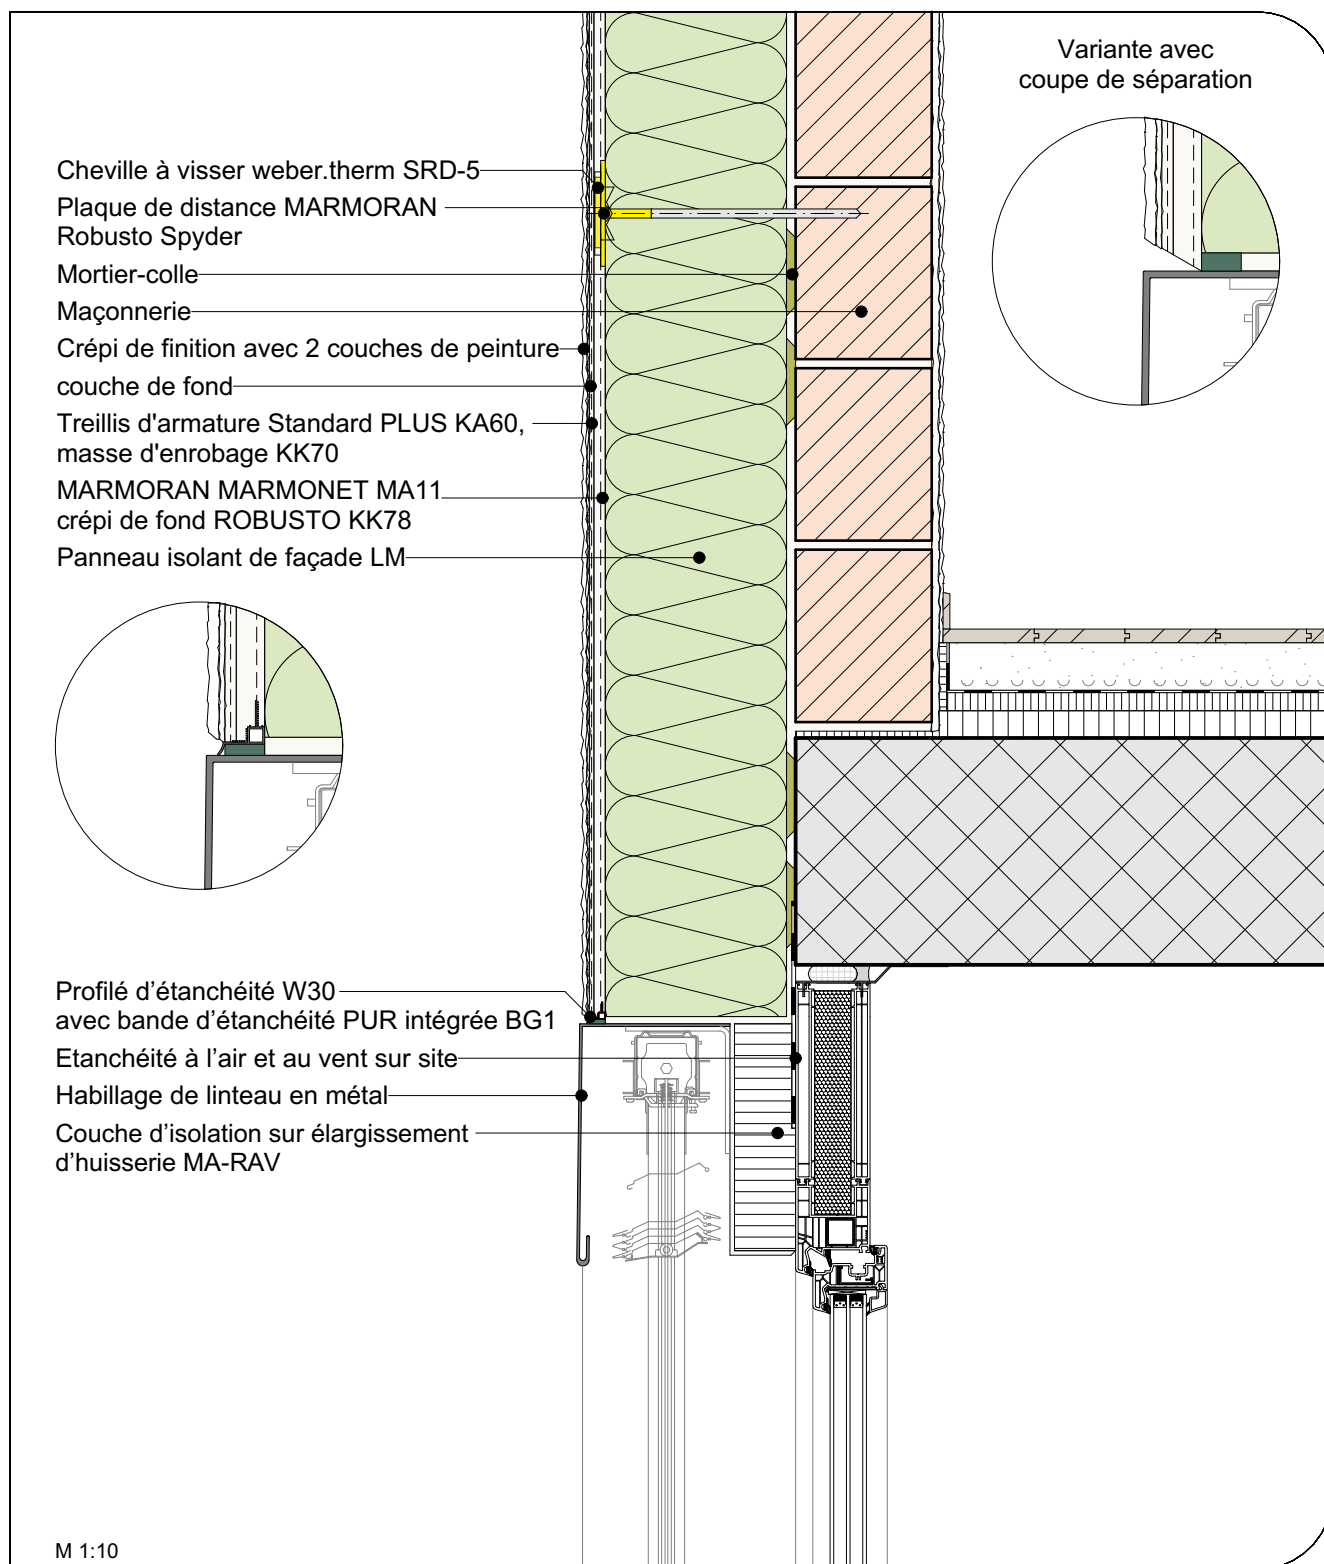 Variante avec
coupe de séparation
Cheville à visser weber.therm SRD-5
Plaque de distance MARMORAN
Robusto Spyder
Mortier-colle
Maçonnerie
Crépi de finition avec 2 couches de peinture
couche de fond
Treillis d'armature Standard PLUS KA60,
masse d'enrobage KK70
MARMORAN MARMONET MA11
crépi de fond ROBUSTO KK78
Panneau isolant de façade LM
Profilé d’étanchéité W30
avec bande d’étanchéité PUR intégrée BG1
Etanchéité à l’air et au vent sur site
Habillage de linteau en métal
Couche d’isolation sur élargissement
d’huisserie MA-RAV
M 1:10